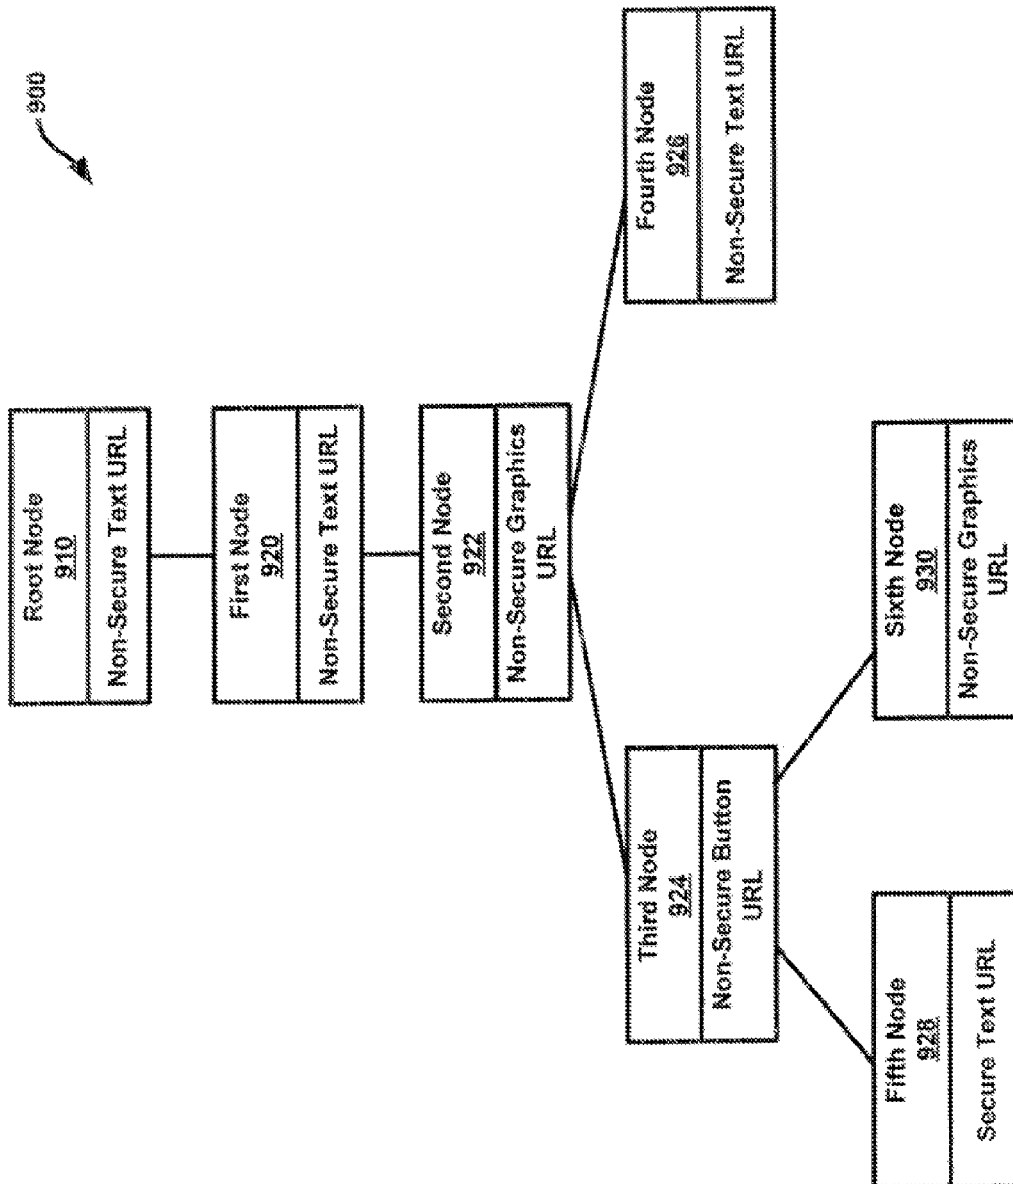 900
Root Node
910
Non-Secure Text URL
First Node
920
Non-Secure Text URL
Second Node
922
Non-Secure Graphics
URL
Third Node
924
Non-Secure Button
URL
Fourth Node
926
Non-Secure Text URL
Fifth Node
928
Secure Text URL
Sixth Node
930
Non-Secure Graphics
URL